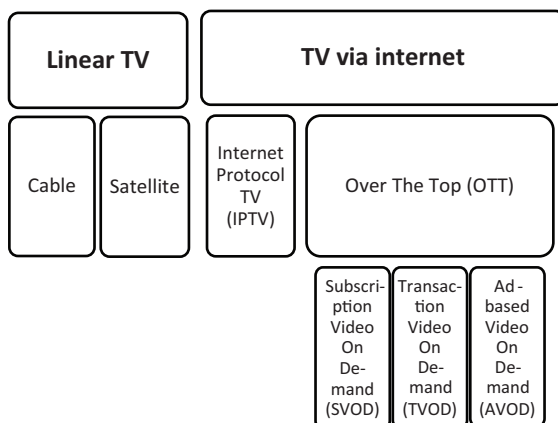 Linear TV
TV via internet
Cable
Satellite
Internet
Protocol
TV
(IPTV)
Over The Top (OTT)
Subscri-
ption
Video
On
De-
mand
(SVOD)
Transac-
tion
Video
On
De-
mand
(TVOD)
Ad-
based
Video
On
De-
mand
(AVOD)